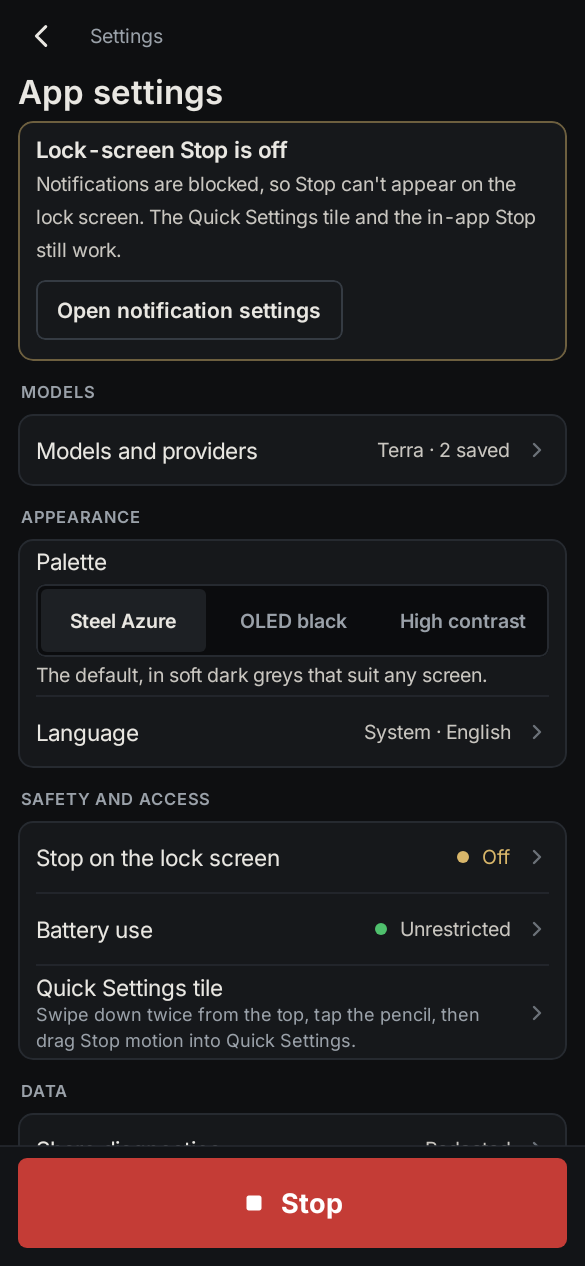 Settings
App settings
Lock-screen Stop is off
Notifications are blocked, so Stop can't appear on the
lock screen. The Quick Settings tile and the in-app Stop
still work.
Open notification settings
MODELS
Models and providers
Terra · 2 saved
APPEARANCE
Palette
Steel Azure
OLED black
High contrast
The default, in soft dark greys that suit any screen.
Language
System · English
SAFETY AND ACCESS
Stop on the lock screen
Off
Battery use
Unrestricted
Quick Settings tile
Swipe down twice from the top, tap the pencil, then
drag Stop motion into Quick Settings.
DATA
Stop